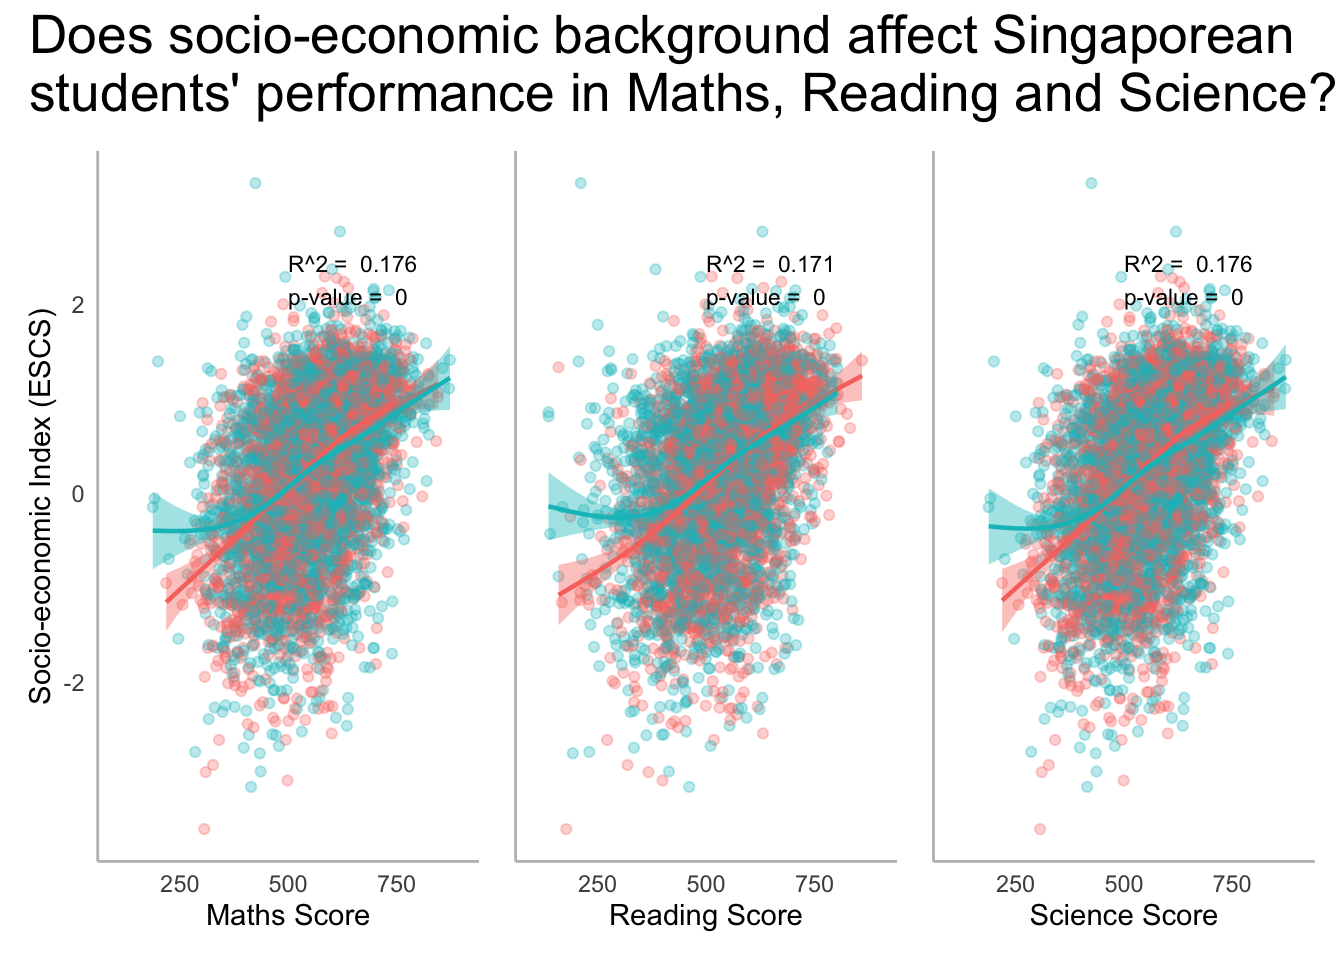 Does socio-economic background affect Singaporean
students' performance in Maths, Reading and Science?
Socio-economic Index (ESCS)
2
0
-2
R^2 = 0.176
p-value = 0
250 500 750
Maths Score
R^2 = 0.171
p-value = 0
250 500 750
Reading Score
R^2 = 0.176
p-value = 0
250 500 750
Science Score